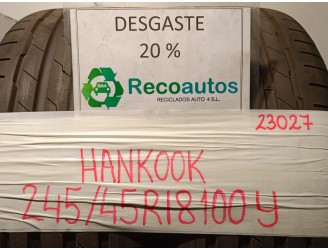 DESGASTE
20 %
Recoautos
RECICLADOS AUTO 4 S.L.
23027
HANKOOK
245/45R18100Y